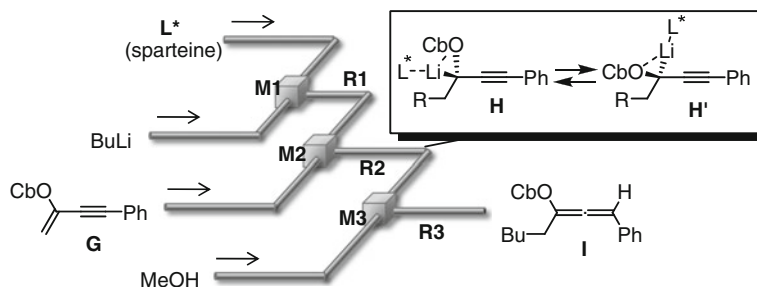 L*
(sparteine)
M1
R1
BuLi
M2
R2
CbO
Ph
G
M3
R3
MeOH
CbO
L*
Li
Ph
R
H
L*
Li
CbO
Ph
R
H'
CbO
H
Bu
Ph
I